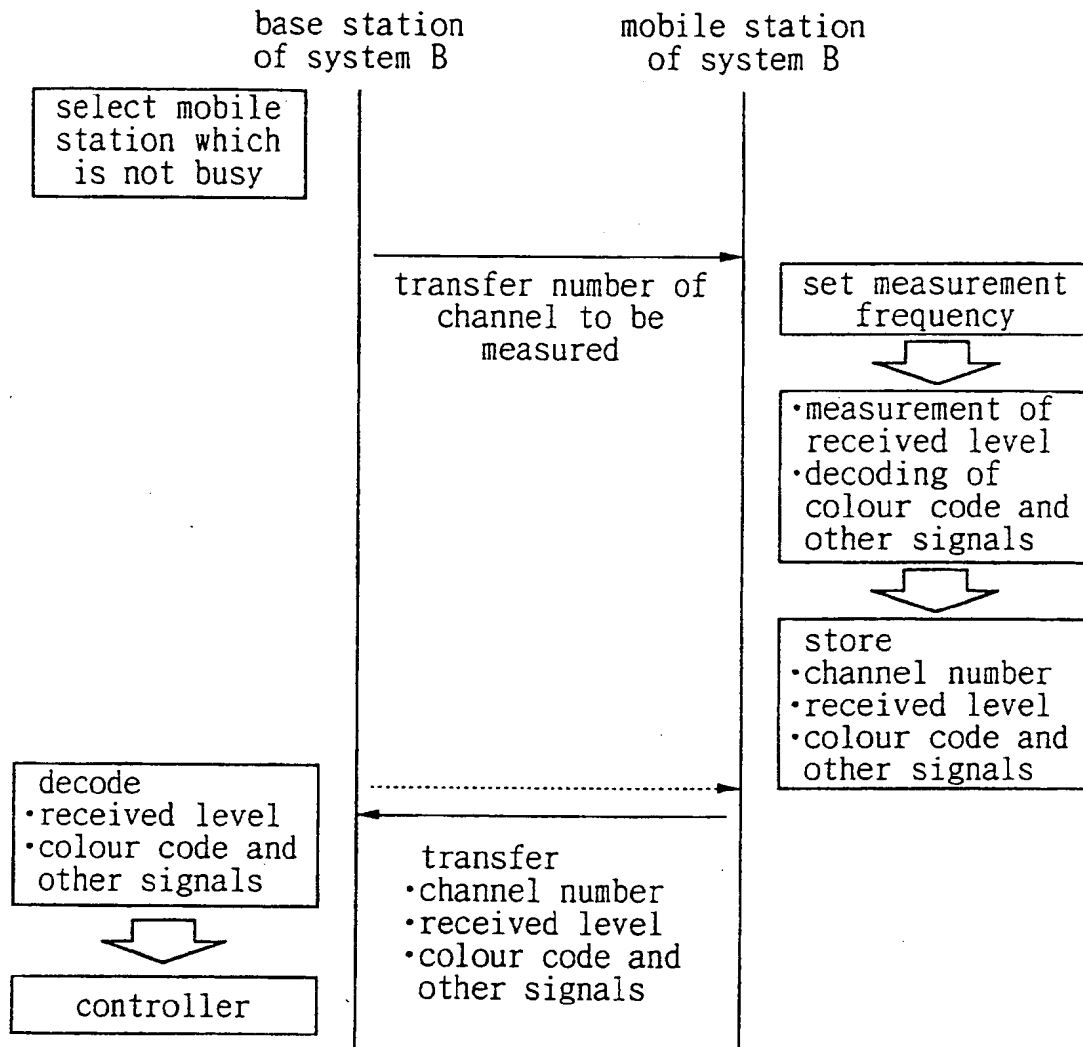 base station
of system B
mobile station
of system B
select mobile
station which
is not busy
transfer number of
channel to be
measured
set measurement
frequency
·measurement of
received level
·decoding of
colour code and
other signals
store
·channel number
·received level
·colour code and
other signals
decode
·received level
·colour code and
other signals
transfer
·channel number
·received level
·colour code and
other signals
controller